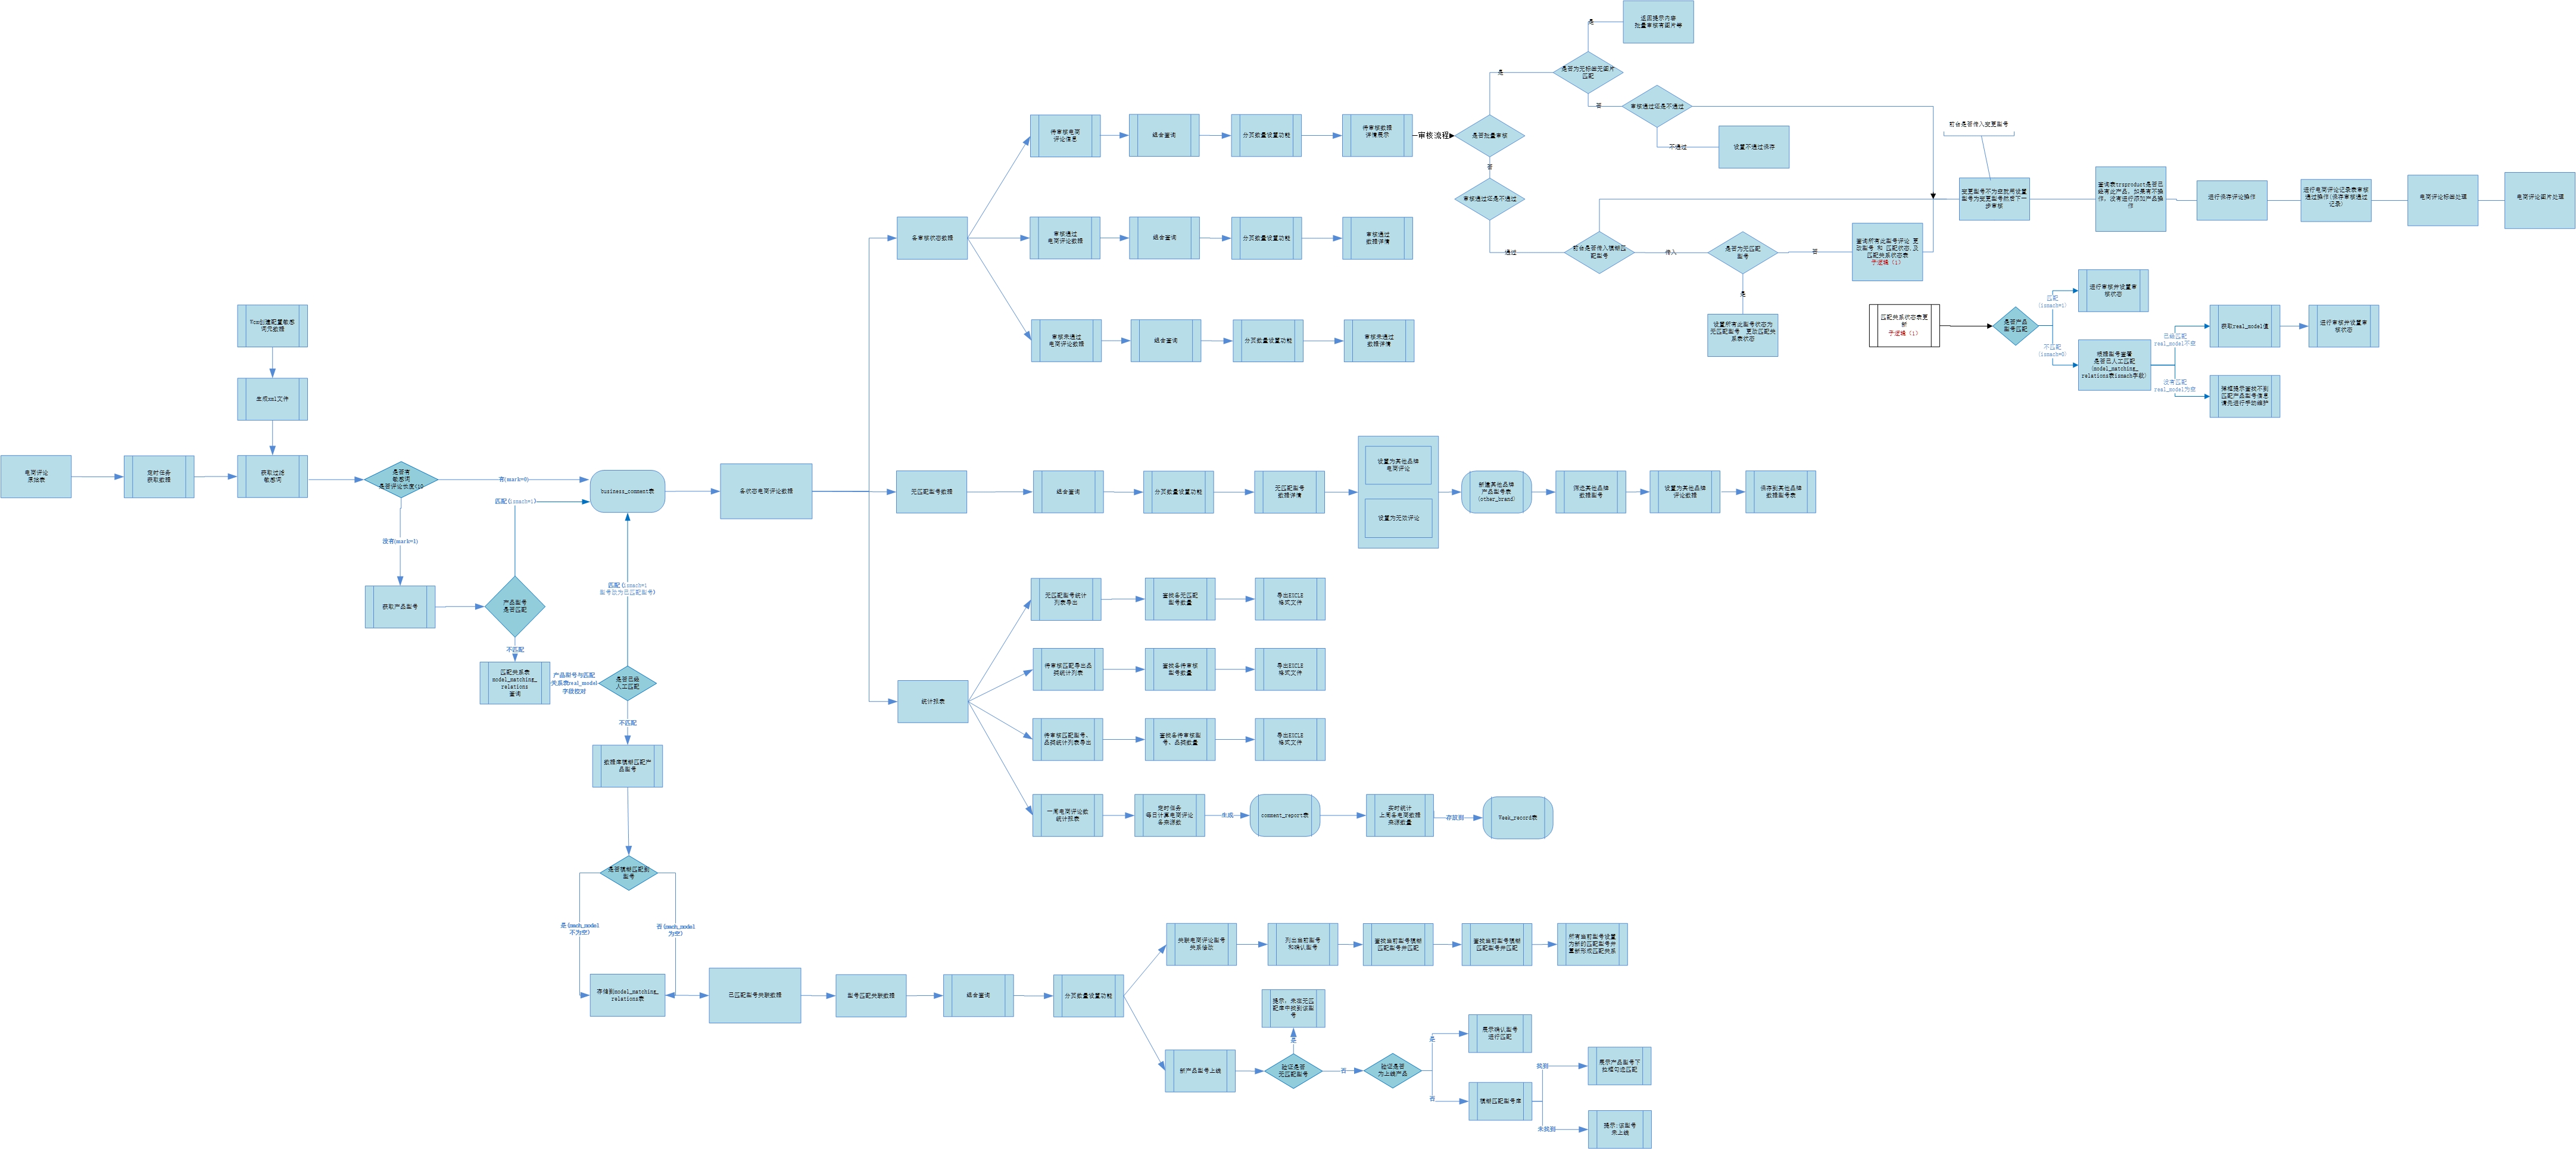 返回提示内容
批量审核有图片等
是
是否为无标签无图片
匹配
是
否
审核通过还是不通过
待审核电商
评论信息
组合查询
分页数量设置功能
待审核数据
详情展示
审核流程
是否批量审核
不通过
设置不通过保存
前台是否传入变更型号
否
审核通过还是不通过
变更型号不为空就用设置
型号为变更型号然后下一
步审核
查询表trsproduct是否已
经有此产品，如果有不操
作，没有进行添加产品操
作
进行保存评论操作
进行电商评论记录表审核
通过操作(保存审核通过
记录)
电商评论标签处理
电商评论图片处理
各审核状态数据
审核通过
电商评论数据
组合查询
分页数量设置功能
审核通过
数据详情
通过
前台是否传入模糊匹
配型号
传入
是否为无匹配
型号
否
查询所有此型号评论 更
改型号 和 匹配状态,及
匹配关系状态表
子逻辑（1）
是
设置所有此型号状态为
无匹配型号 更改匹配关
系表状态
审核未通过
电商评论数据
组合查询
分页数量设置功能
审核未通过
数据详情
匹配关系状态表更
新
子逻辑（1）
是否产品
型号匹配
匹配
(ismach=1)
进行审核并设置审
核状态
不匹配
(ismach=0)
根据型号查看
是否已人工匹配
(model_matching_
relations表ismach字段)
已经匹配
real_model不空
获取real_model值
进行审核并设置审
核状态
没有匹配
real_model为空
弹框提示查找不到
匹配产品型号信息
请先进行手动维护
Wcm创建配置敏感
词元数据
生成xml文件
电商评论
原始表
定时任务
获取数据
获取过滤
敏感词
是否有
敏感词
是否评论长度<10
有(mark=0)
匹配(ismach=1)
business_comment表
各状态电商评论数据
无匹配型号数据
组合查询
分页数量设置功能
无匹配型号
数据详情
设置为其他品牌
电商评论
设置为无效评论
新建其他品牌
产品型号表
(other_brand)
筛选其他品牌
数据型号
设置为其他品牌
评论数据
保存到其他品牌
数据型号表
没有(mark=1)
获取产品型号
产品型号
是否匹配
匹配(ismach=1
型号改为已匹配型号)
不匹配
匹配关系表
model_matching_
relations
查询
产品型号与匹配
关系表real_model
字段校对
是否已经
人工匹配
不匹配
数据库模糊匹配产
品型号
是否模糊匹配到
型号
是(mach_model
不为空)
否(mach_model
为空)
统计报表
无匹配型号统计
列表导出
查找各无匹配
型号数量
导出EXCLE
格式文件
待审核匹配导出品
类统计列表
查找各待审核
型号数量
导出EXCLE
格式文件
待审核匹配型号、
品类统计列表导出
查找各待审核型
号、品类数量
导出EXCLE
格式文件
一周电商评论数
统计报表
定时任务
每日计算电商评论
各来源数
生成
comment_report表
实时统计
上周各电商数据
来源数量
存放到
Week_record表
存储到model_matching_
relations表
已匹配型号关联数据
型号匹配关联数据
组合查询
分页数量设置功能
关联电商评论型号
关系修改
列出当前型号
和确认型号
查找当前型号模糊
匹配型号并匹配
查找当前型号模糊
匹配型号并匹配
所有当前型号设置
为新的匹配型号并
更新形成匹配关系
提示：未在无匹
配库中找到该型
号
是
新产品型号上线
验证是否
无匹配型号
否
验证是否
为上线产品
是
展示确认型号
进行匹配
否
模糊匹配型号库
找到
展示产品型号下
拉框勾选匹配
未找到
提示:该型号
未上线